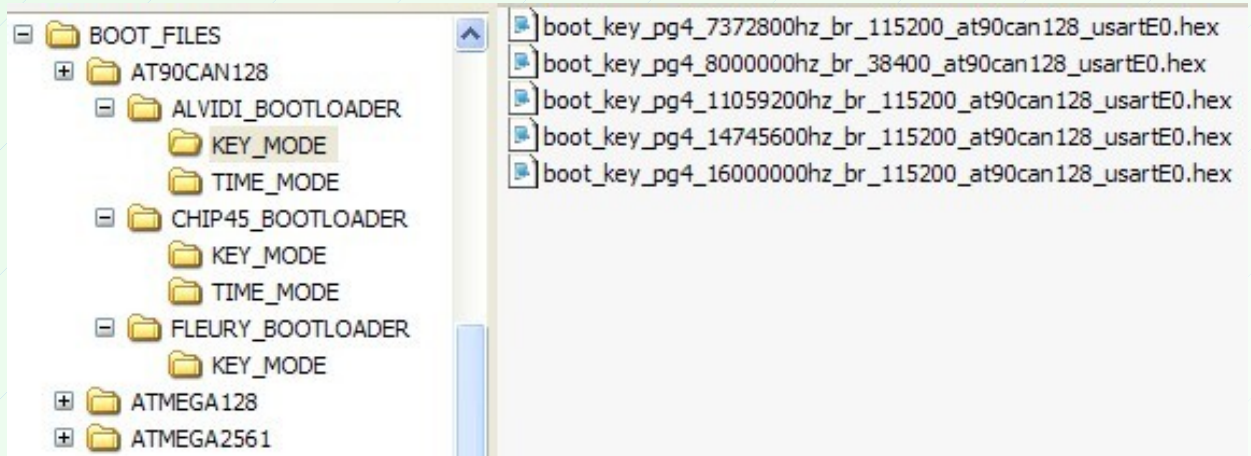 BOOT_FILES
AT90CAN128
ALVIDI_BOOTLOADER
KEY_MODE
TIME_MODE
CHIP45_BOOTLOADER
KEY_MODE
TIME_MODE
FLEURY_BOOTLOADER
KEY_MODE
ATMEGA128
ATMEGA2561
boot_key_pg4_7372800hz_br_115200_at90can128_usartE0.hex
boot_key_pg4_8000000hz_br_38400_at90can128_usartE0.hex
boot_key_pg4_11059200hz_br_115200_at90can128_usartE0.hex
boot_key_pg4_14745600hz_br_115200_at90can128_usartE0.hex
boot_key_pg4_16000000hz_br_115200_at90can128_usartE0.hex